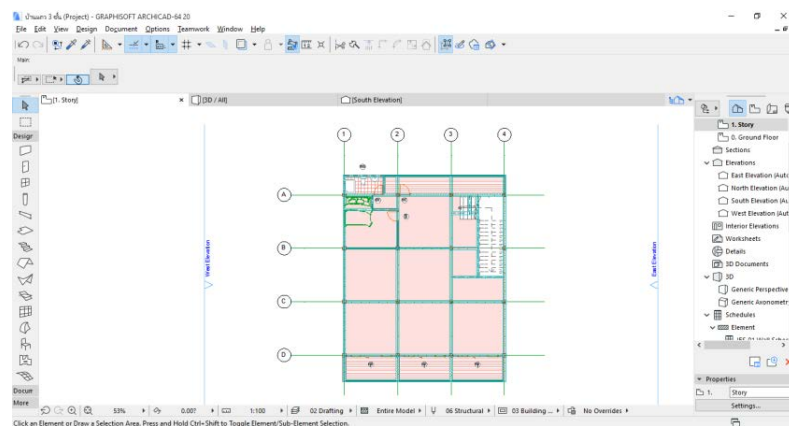 บ้านแถว 3 ชั้น (Project) - GRAPHISOFT ARCHICAD-64 20
File Edit View Design Document Options Teamwork Window Help
Main:
[1. Story] [3D / All] [South Elevation]
Design
1 2 3 4
A
B
C
D
West Elevation
East Elevation
1. Story
0. Ground Floor
Sections
Elevations
East Elevation (Auto
North Elevation (Au
South Elevation (Au
West Elevation (Aut
Interior Elevations
Worksheets
Details
3D Documents
3D
Generic Perspective
Generic Axonometr
Schedules
Element
Properties
1. Story
Settings...
Docum
More
53% 0.00° 1:100 02 Drafting Entire Model 06 Structural 03 Building ... No Overrides
Click an Element or Draw a Selection Area. Press and Hold Ctrl+Shift to Toggle Element/Sub-Element Selection.